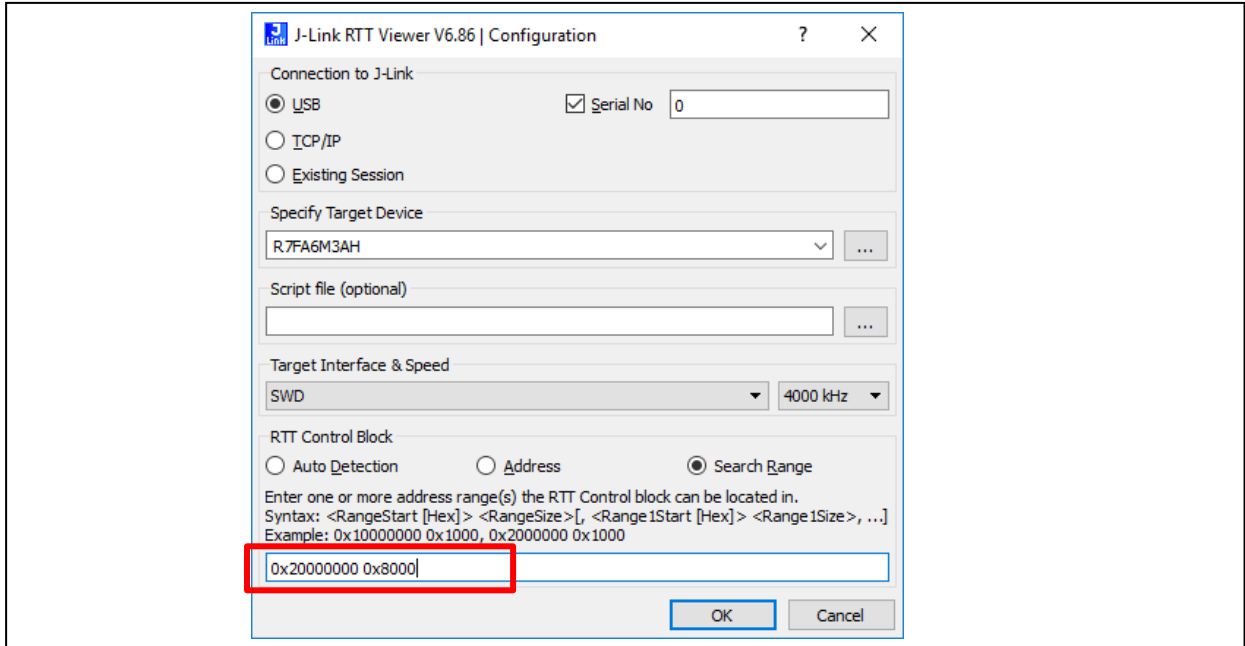 J-Link RTT Viewer V6.86 | Configuration ?
Connection to J-Link
USB Serial No 0
TCP/IP
Existing Session
Specify Target Device
R7FA6M3AH ...
Script file (optional)
...
Target Interface & Speed
SWD 4000 kHz
RTT Control Block
Auto Detection Address Search Range
Enter one or more address range(s) the RTT Control block can be located in.
Syntax: <RangeStart [Hex]> <RangeSize>[, <Range1Start [Hex]> <Range1Size>, ...]
Example: 0x10000000 0x1000, 0x2000000 0x1000
0x20000000 0x8000
OK Cancel